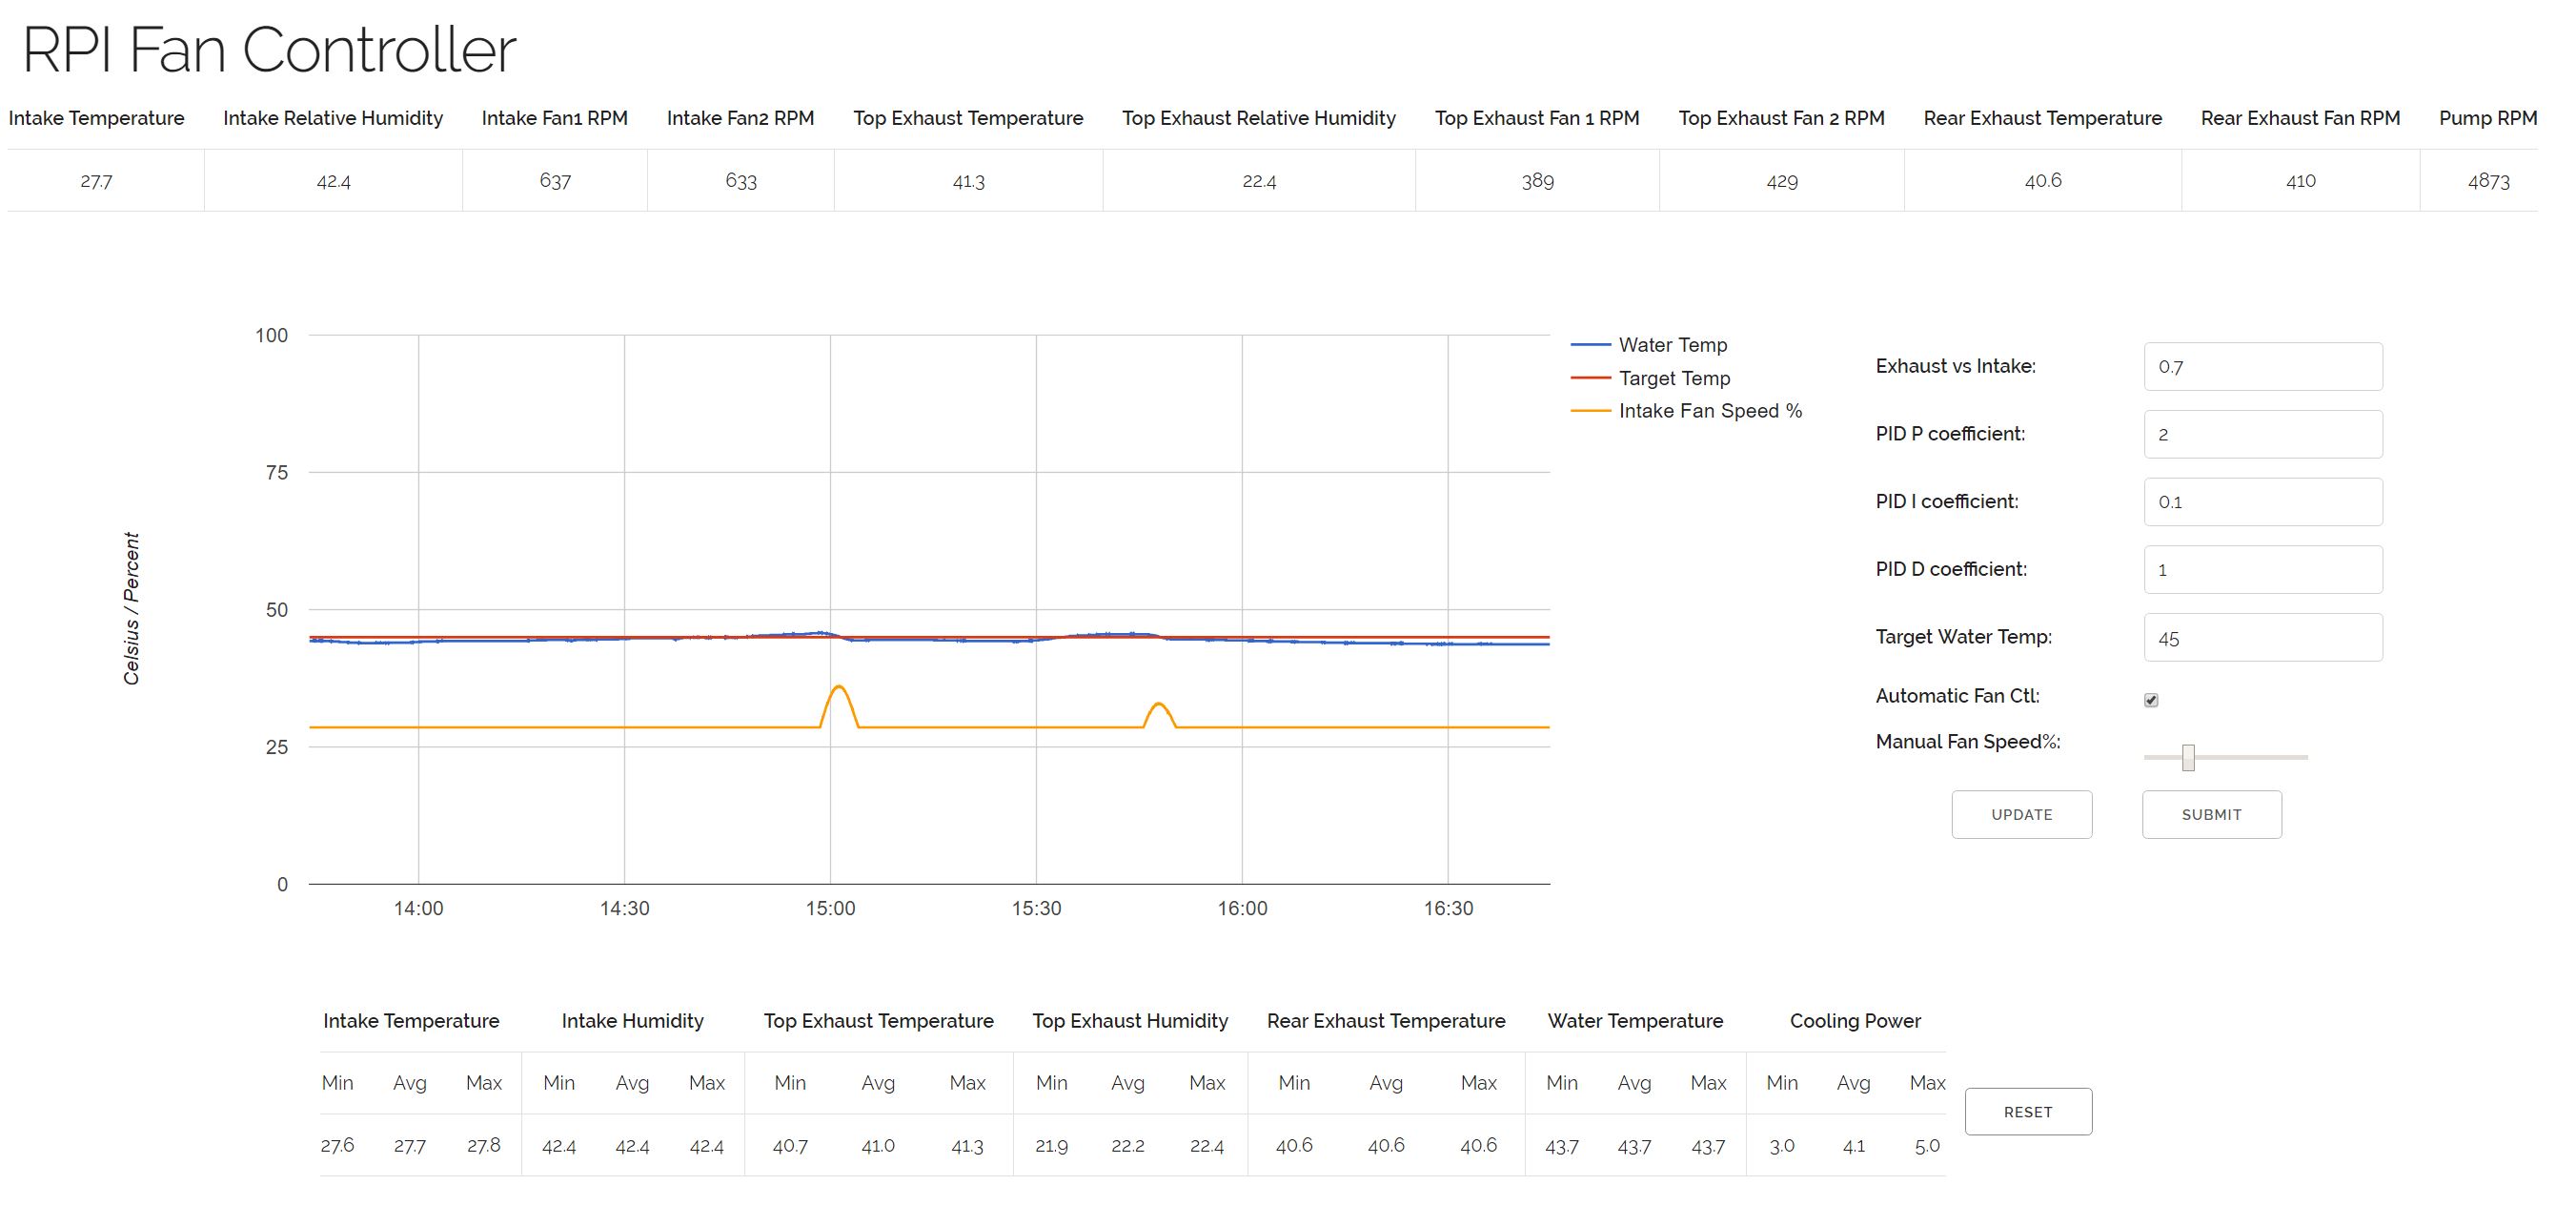 RPI Fan Controller
Intake Temperature Intake Relative Humidity Intake Fan1 RPM Intake Fan2 RPM Top Exhaust Temperature Top Exhaust Relative Humidity Top Exhaust Fan 1 RPM Top Exhaust Fan 2 RPM Rear Exhaust Temperature Rear Exhaust Fan RPM Pump RPM
27.7 42.4 637 633 41.3 22.4 389 429 40.6 410 4873
100
75
50
25
0
Celsius / Percent
14:00 14:30 15:00 15:30 16:00 16:30
Water Temp
Target Temp
Intake Fan Speed %
Exhaust vs Intake: 0.7
PID P coefficient: 2
PID I coefficient: 0.1
PID D coefficient: 1
Target Water Temp: 45
Automatic Fan Ctl:
Manual Fan Speed%:
UPDATE SUBMIT
Intake Temperature Intake Humidity Top Exhaust Temperature Top Exhaust Humidity Rear Exhaust Temperature Water Temperature Cooling Power
Min Avg Max Min Avg Max Min Avg Max Min Avg Max Min Avg Max Min Avg Max Min Avg Max
27.6 27.7 27.8 42.4 42.4 42.4 40.7 41.0 41.3 21.9 22.2 22.4 40.6 40.6 40.6 43.7 43.7 43.7 3.0 4.1 5.0
RESET